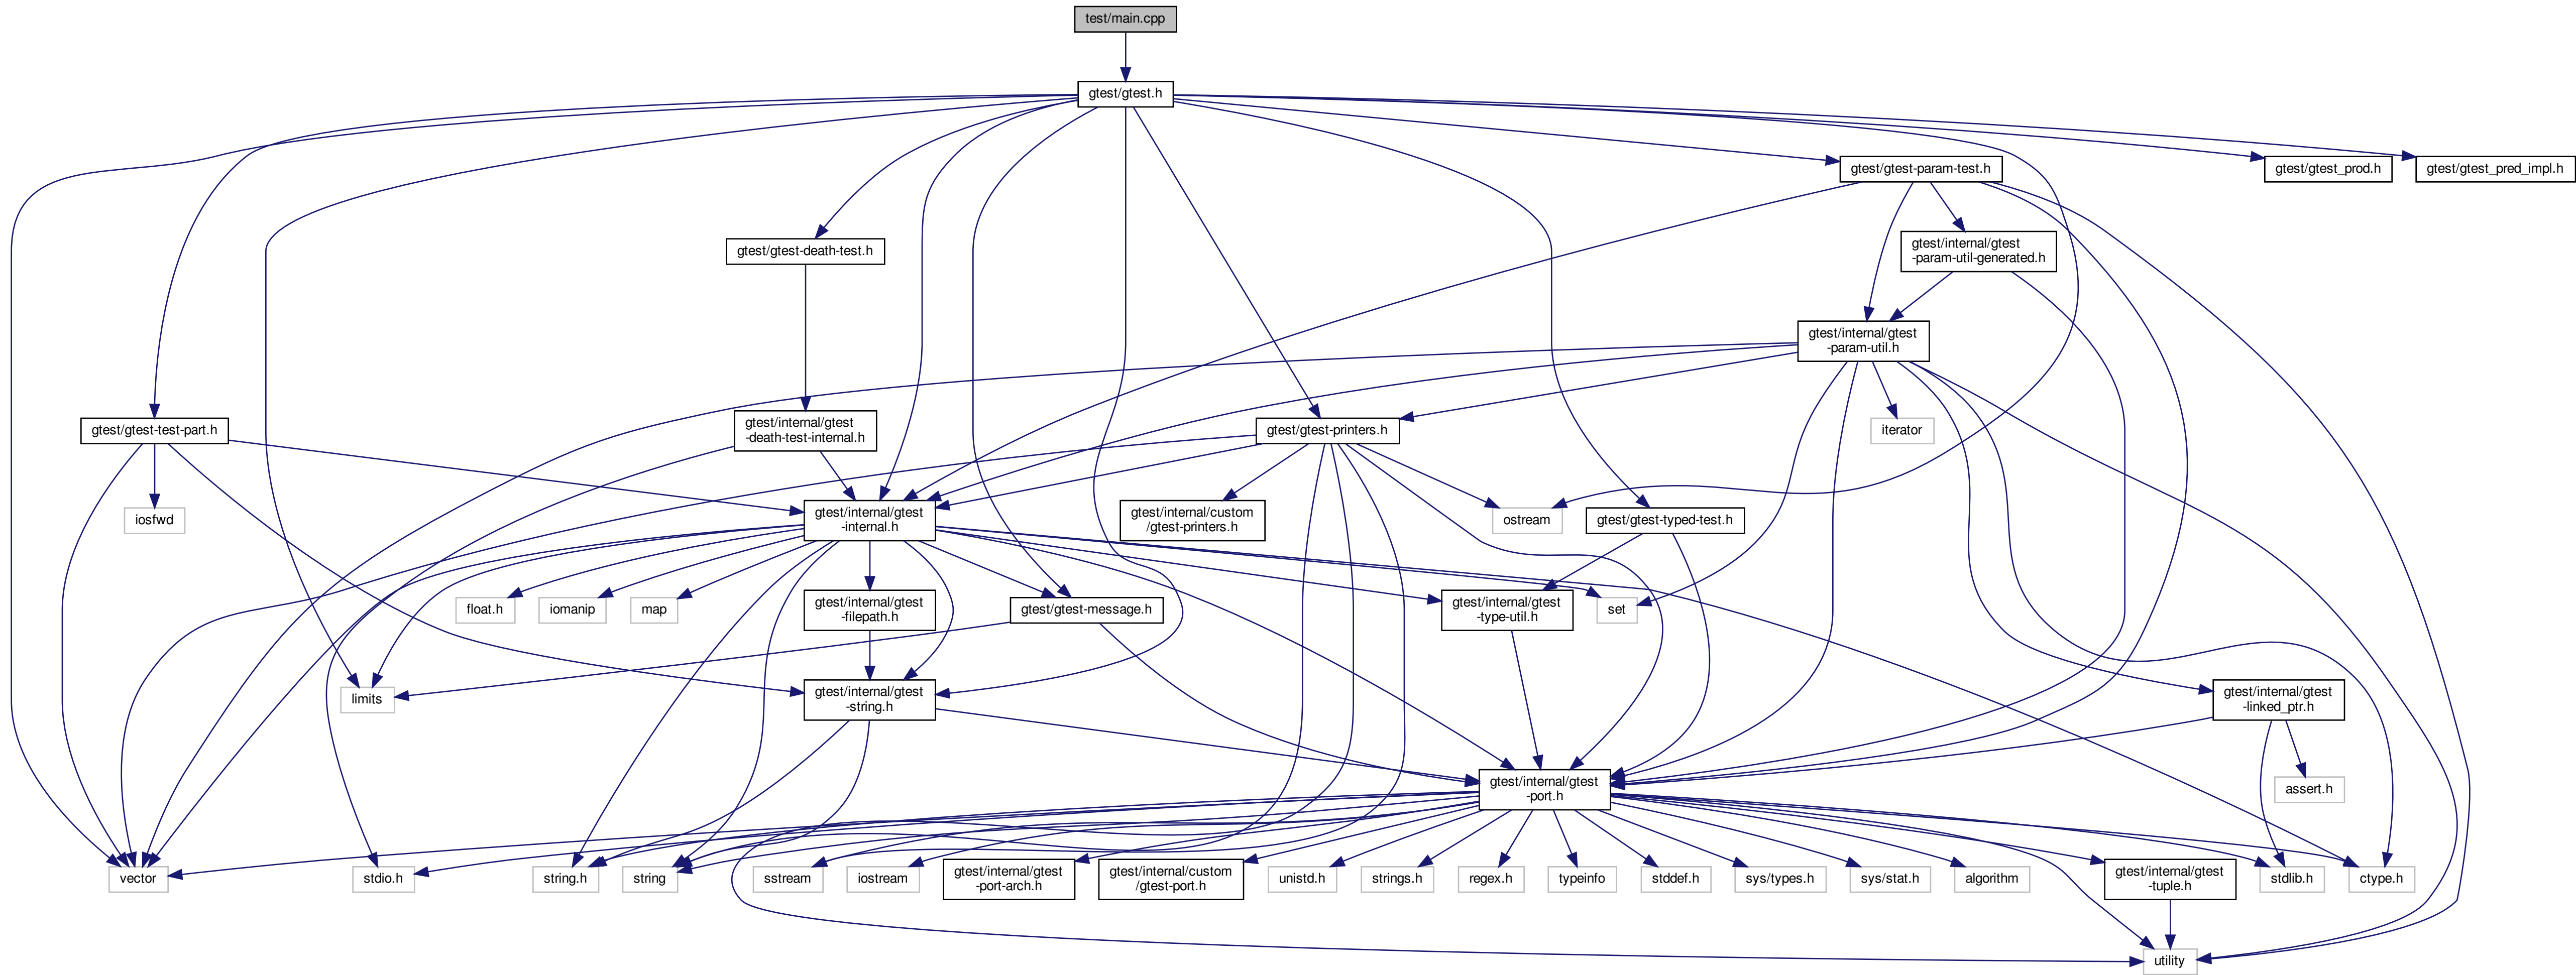 test/main.cpp
gtest/gtest.h
gtest/gtest-param-test.h
gtest/gtest_prod.h
gtest/gtest_pred_impl.h
gtest/gtest-death-test.h
gtest/internal/gtest
-param-util-generated.h
gtest/internal/gtest
-param-util.h
gtest/gtest-test-part.h
gtest/internal/gtest
-death-test-internal.h
gtest/gtest-printers.h
iterator
iosfwd
gtest/internal/gtest
-internal.h
gtest/internal/custom
/gtest-printers.h
ostream
gtest/gtest-typed-test.h
float.h
iomanip
map
gtest/internal/gtest
-filepath.h
gtest/gtest-message.h
gtest/internal/gtest
-type-util.h
set
limits
gtest/internal/gtest
-string.h
gtest/internal/gtest
-linked_ptr.h
gtest/internal/gtest
-port.h
assert.h
vector
stdio.h
string.h
string
sstream
iostream
gtest/internal/gtest
-port-arch.h
gtest/internal/custom
/gtest-port.h
unistd.h
strings.h
regex.h
typeinfo
stddef.h
sys/types.h
sys/stat.h
algorithm
gtest/internal/gtest
-tuple.h
stdlib.h
ctype.h
utility